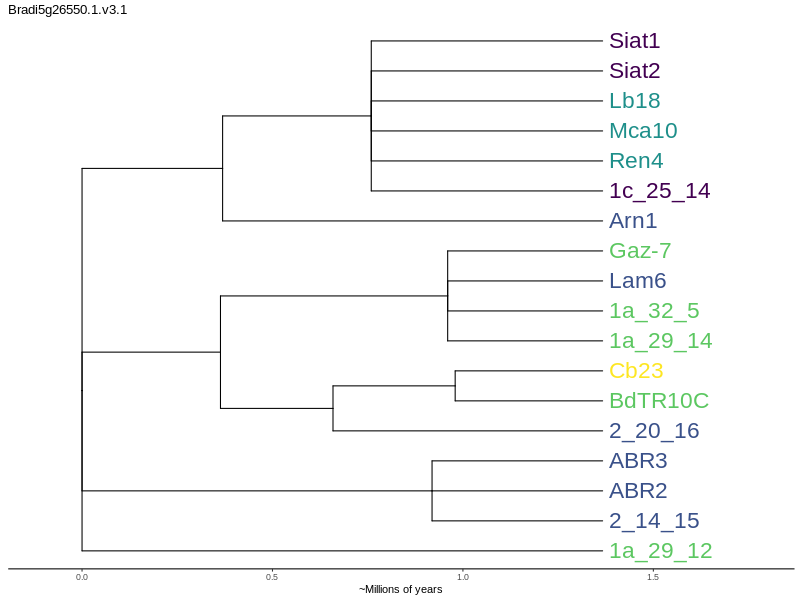 Bradi5g26550.1.v3.1
Siat1
Siat2
Lb18
Mca10
Ren4
1c_25_14
Arn1
Gaz-7
Lam6
1a_32_5
1a_29_14
Cb23
BdTR10C
2_20_16
ABR3
ABR2
2_14_15
1a_29_12
0.0 0.5 1.0 1.5
~Millions of years